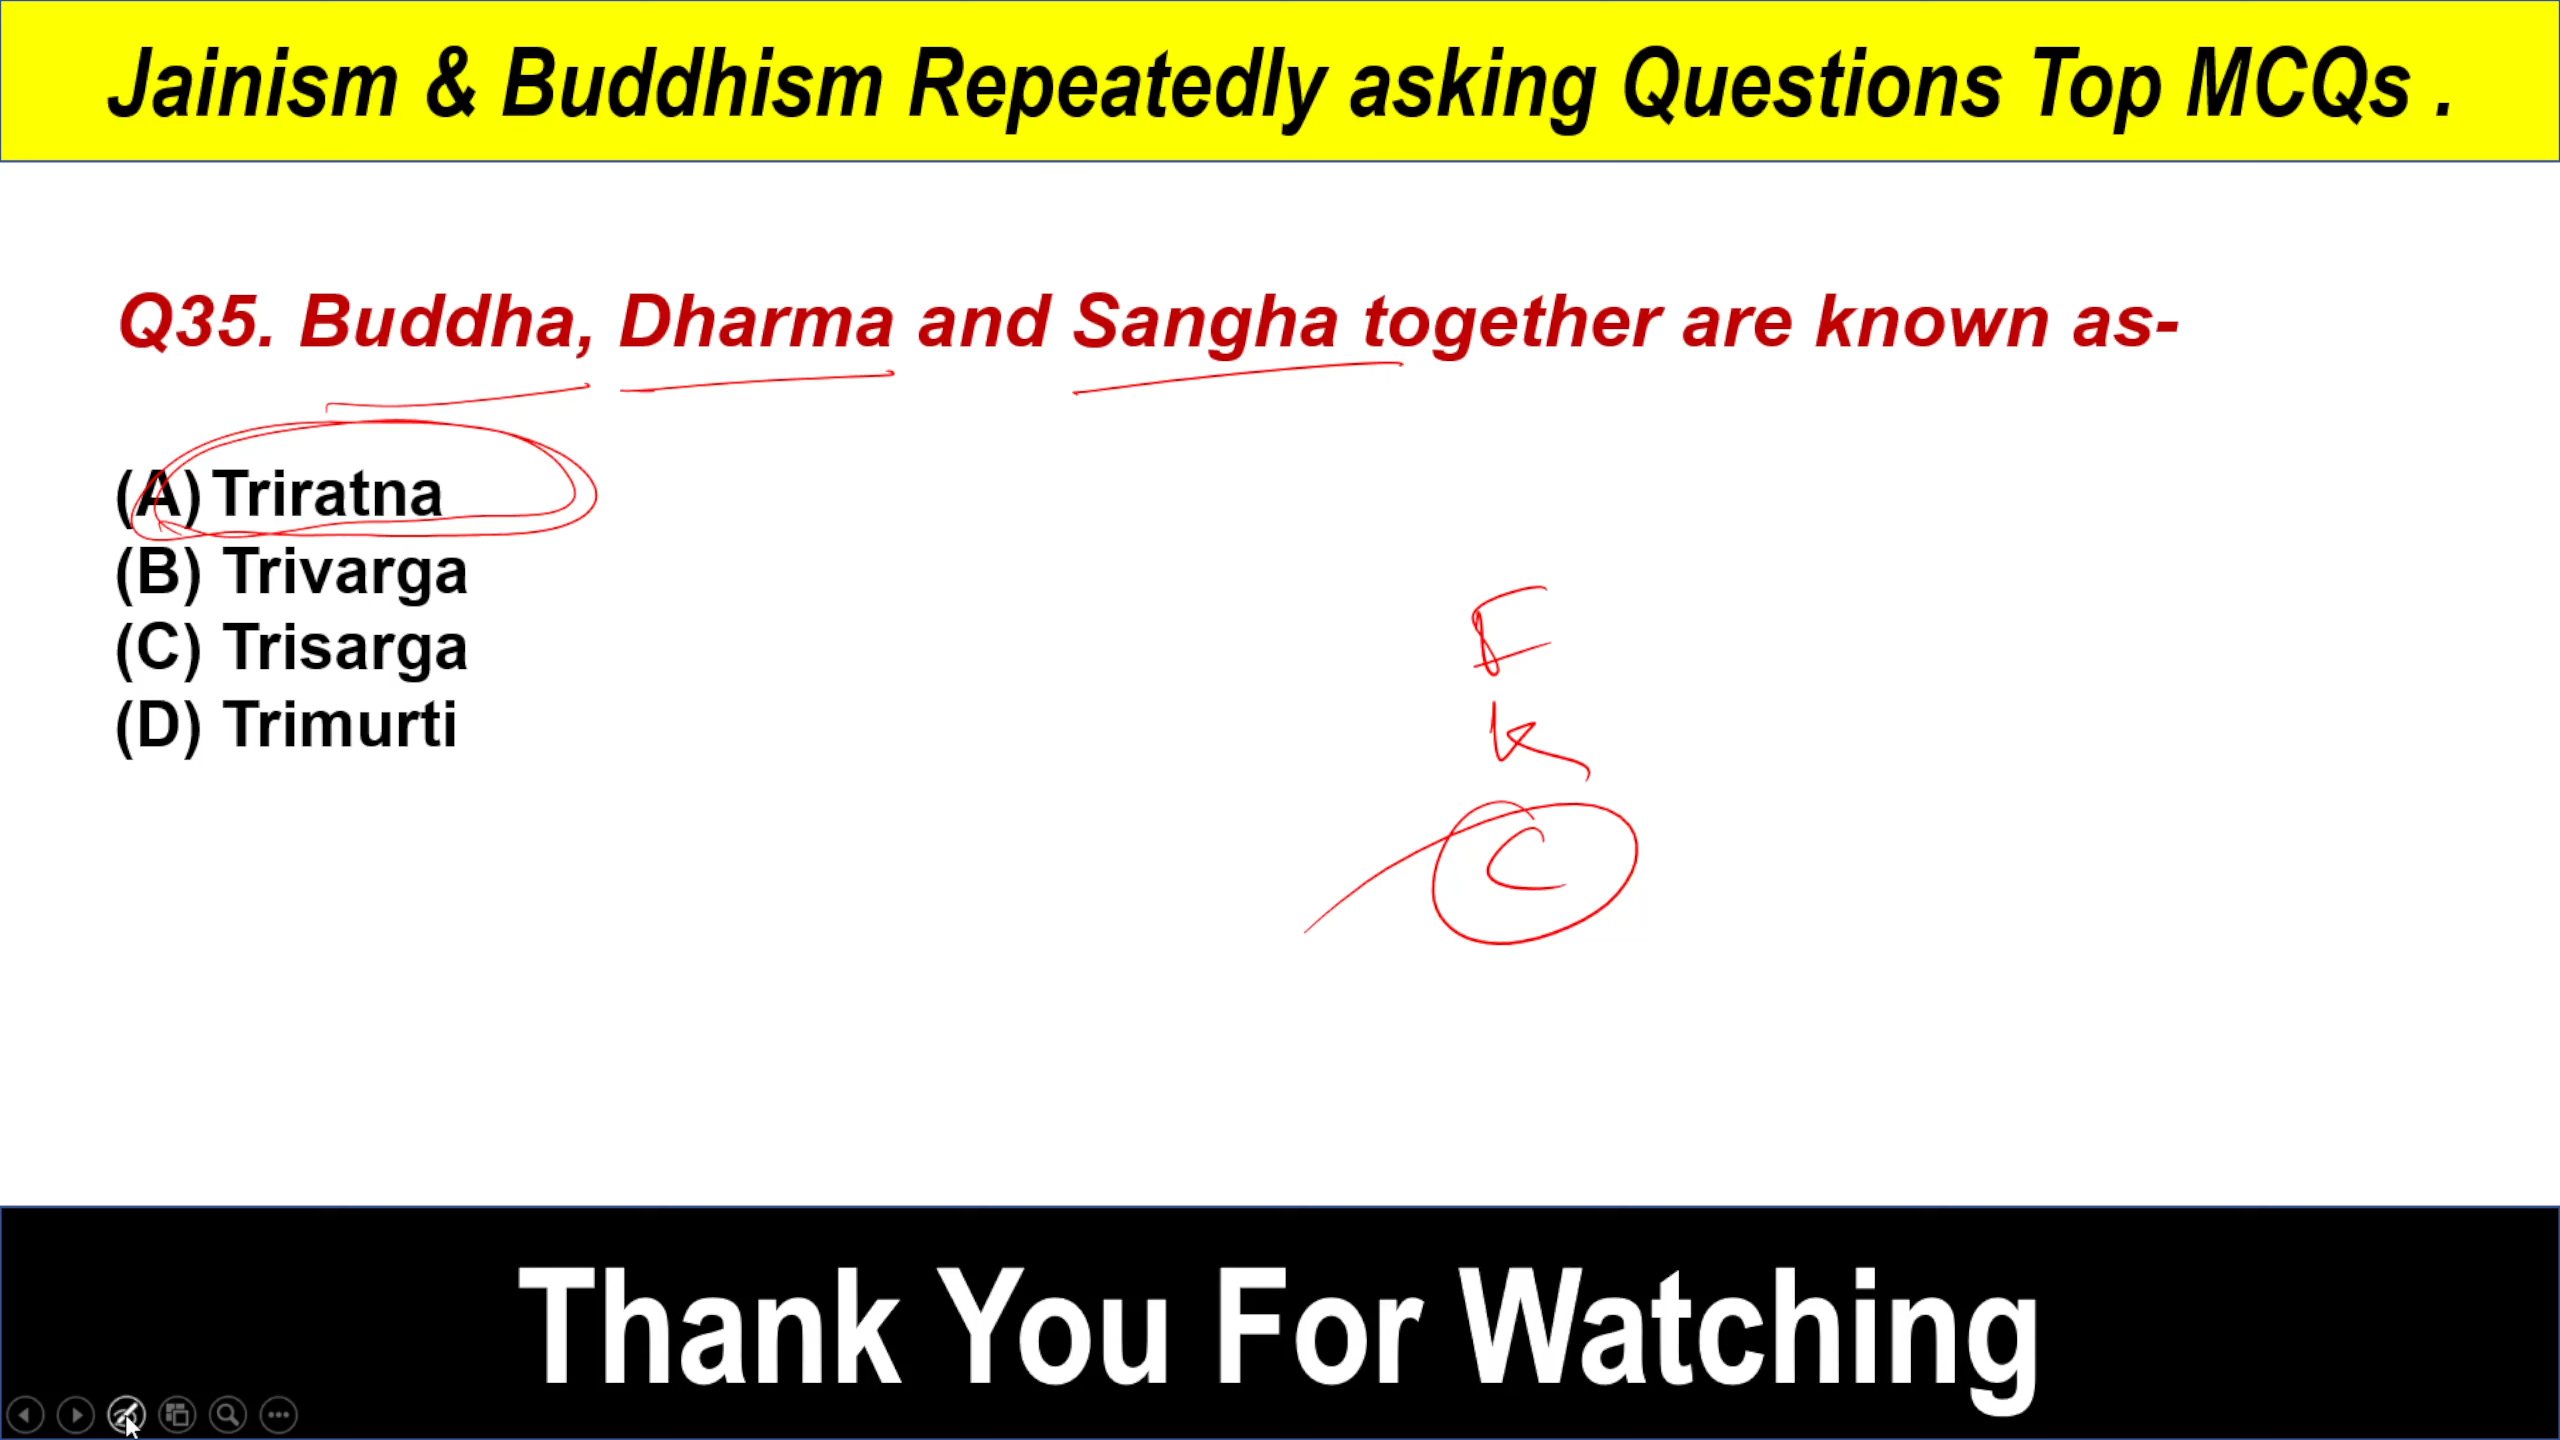 Jainism & Buddhism Repeatedly asking Questions Top MCQs .
Q35. Buddha, Dharma and Sangha together are known as-
(A) Triratna
(B) Trivarga
(C) Trisarga
(D) Trimurti
F
K
C
Thank You For Watching